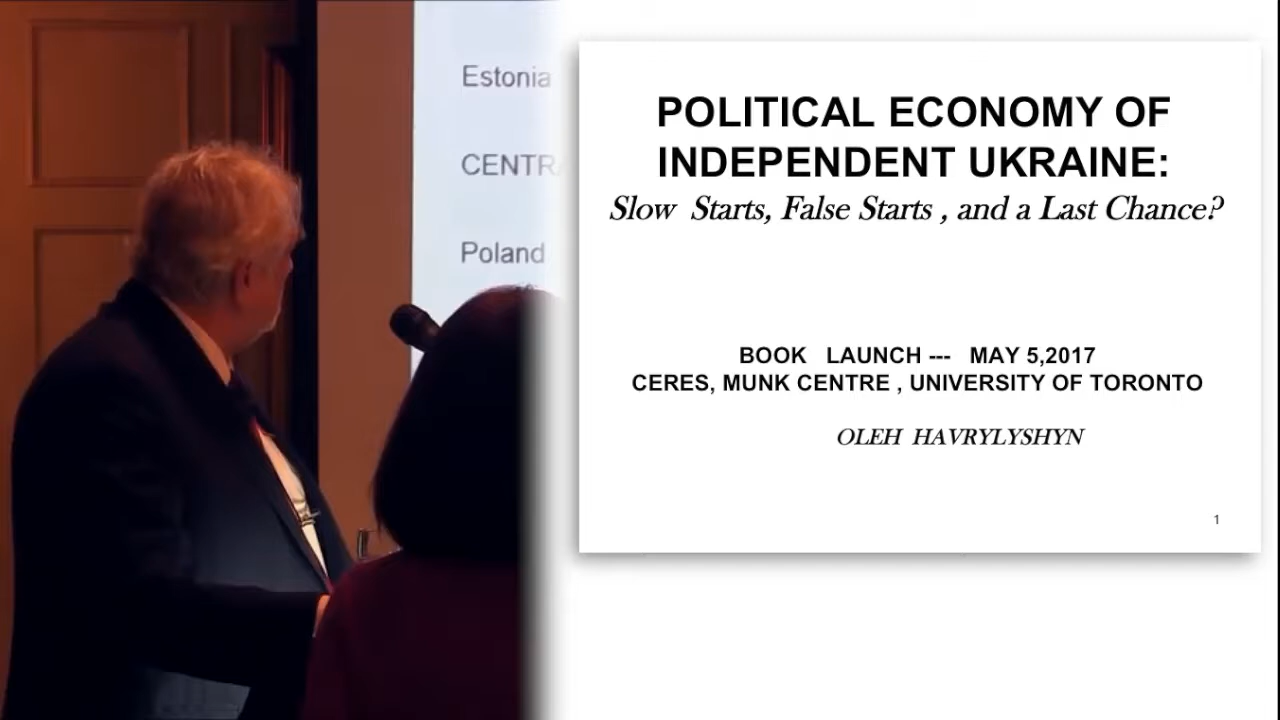 Estonia
CENTR
Poland
POLITICAL ECONOMY OF
INDEPENDENT UKRAINE:
Slow Starts, False Starts , and a Last Chance?
BOOK LAUNCH --- MAY 5,2017
CERES, MUNK CENTRE , UNIVERSITY OF TORONTO
OLEH HAVRYLYSHYN
1